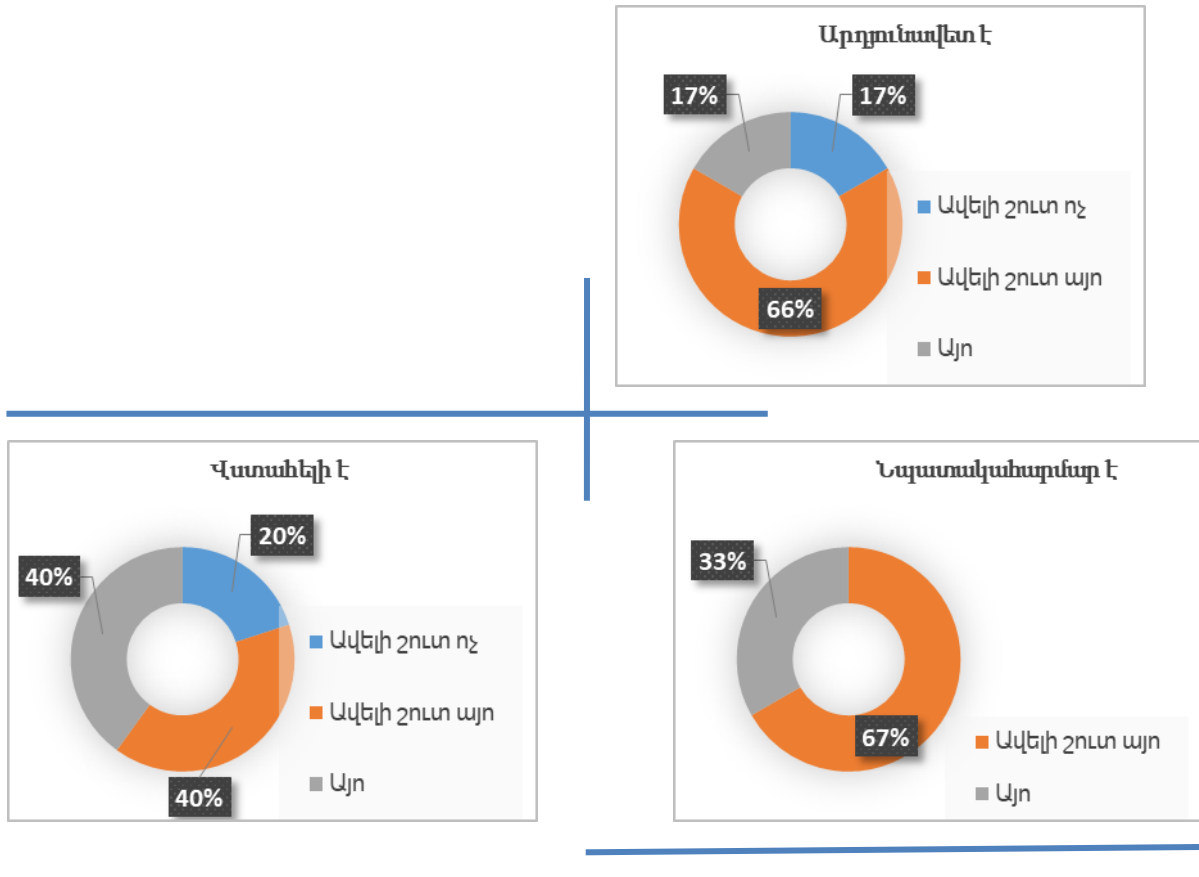 Արդյունավետ է
17%
17%
66%
Ավելի շուտ ոչ
Ավելի շուտ այո
Այո
Վստահելի է
20%
40%
40%
Ավելի շուտ ոչ
Ավելի շուտ այո
Այո
Նպատակահարմար է
33%
67%
Ավելի շուտ այո
Այո